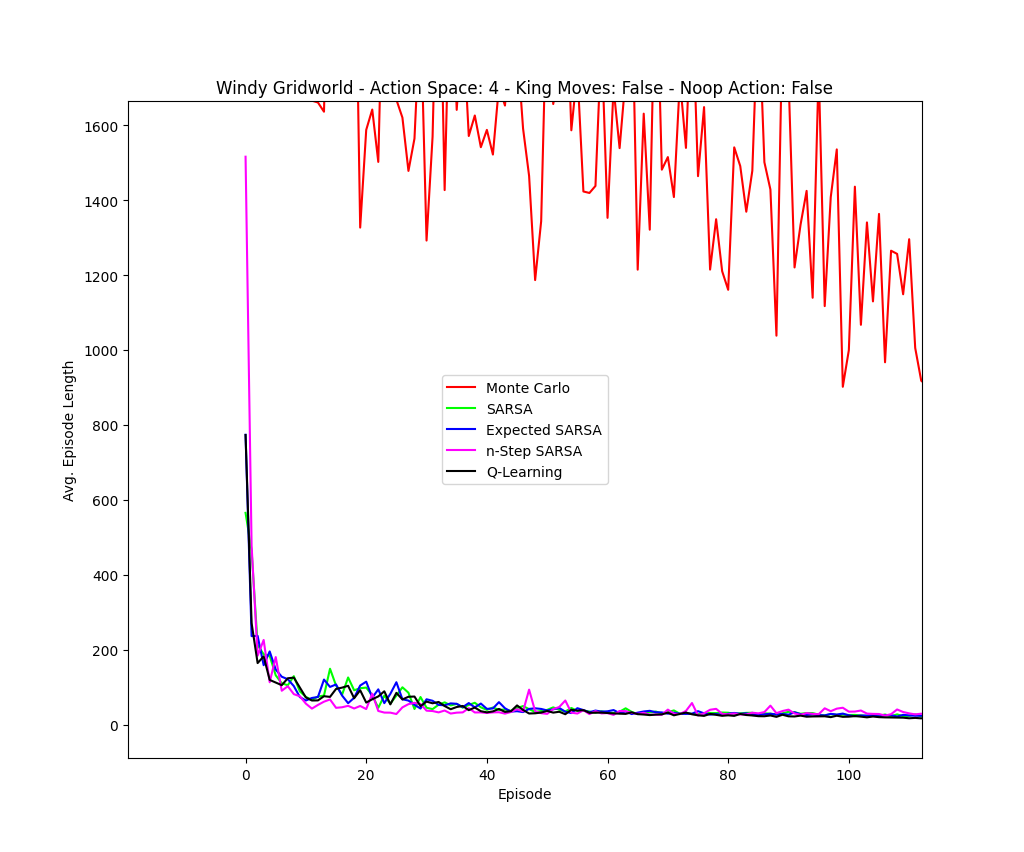 Windy Gridworld - Action Space: 4 - King Moves: False - Noop Action: False
1600
1400
1200
1000
800
600
400
200
0
Avg. Episode Length
Monte Carlo
SARSA
Expected SARSA
n-Step SARSA
Q-Learning
0 20 40 60 80 100
Episode